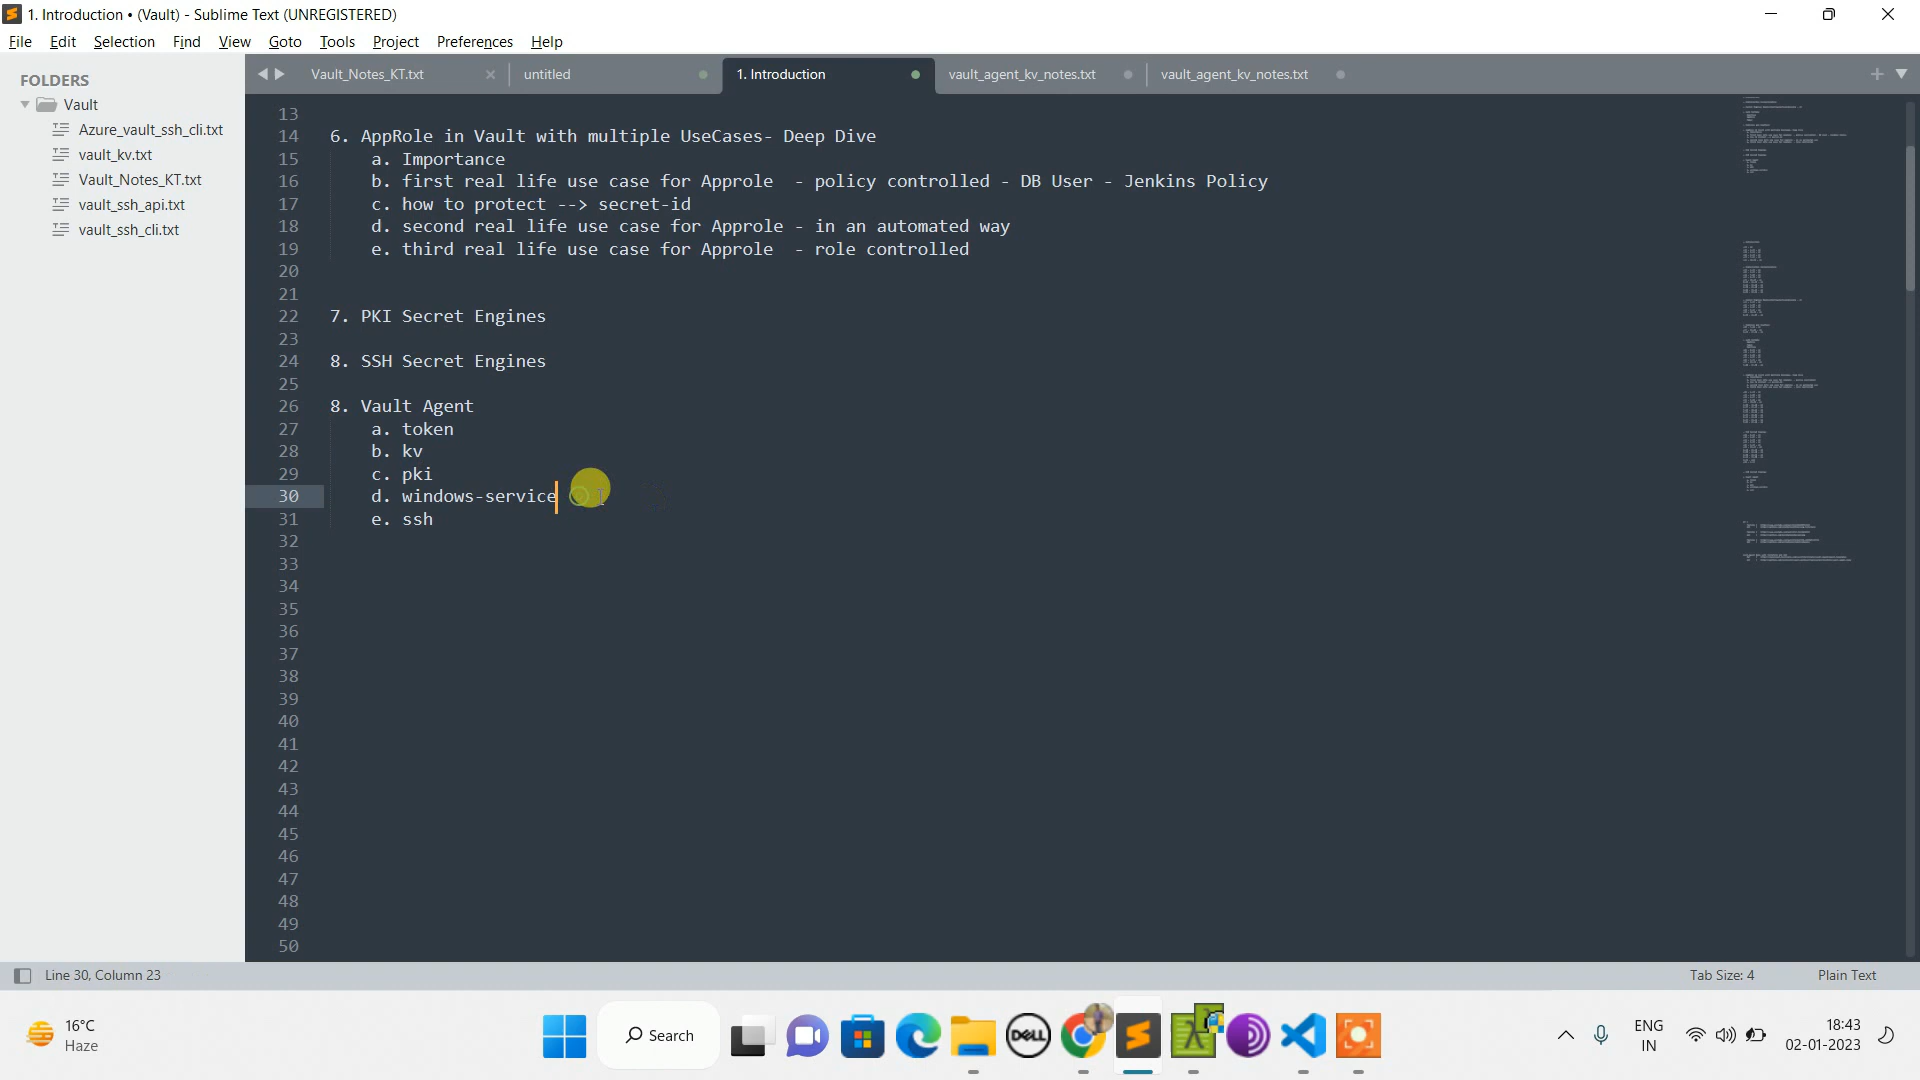 1. Introduction • (Vault) - Sublime Text (UNREGISTERED)
File Edit Selection Find View Goto Tools Project Preferences Help
FOLDERS
Vault
Azure_vault_ssh_cli.txt
vault_kv.txt
Vault_Notes_KT.txt
vault_ssh_api.txt
vault_ssh_cli.txt
Vault_Notes_KT.txt untitled 1. Introduction vault_agent_kv_notes.txt vault_agent_kv_notes.txt
13
14 6. AppRole in Vault with multiple UseCases- Deep Dive
15 a. Importance
16 b. first real life use case for Approle - policy controlled - DB User - Jenkins Policy
17 c. how to protect --> secret-id
18 d. second real life use case for Approle - in an automated way
19 e. third real life use case for Approle - role controlled
20
21
22 7. PKI Secret Engines
23
24 8. SSH Secret Engines
25
26 8. Vault Agent
27 a. token
28 b. kv
29 c. pki
30 d. windows-service
31 e. ssh
32
33
34
35
36
37
38
39
40
41
42
43
44
45
46
47
48
49
50
Line 30, Column 23 Tab Size: 4 Plain Text
16°C
Haze
Search
DELL
ENG
IN
18:43
02-01-2023